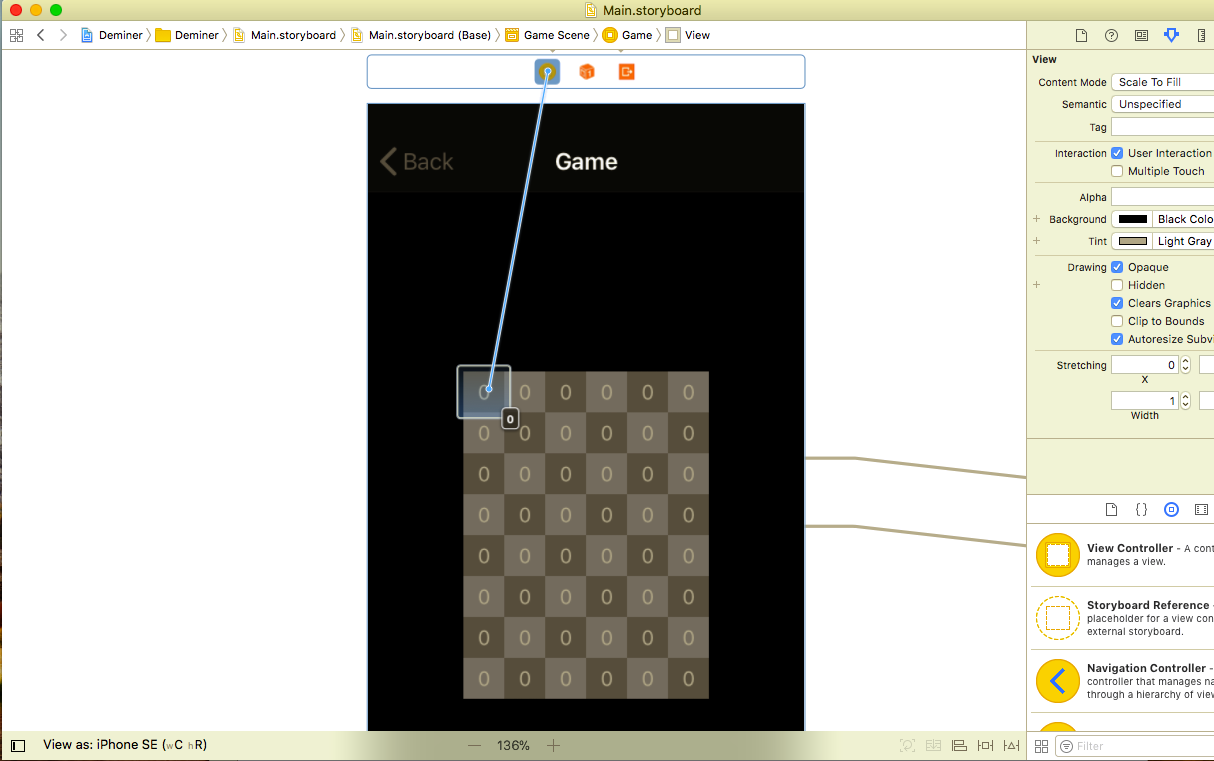 Main.storyboard
Deminer Deminer Main.storyboard Main.storyboard (Base) Game Scene Game View
Back Game
0 0 0 0 0 0
0
0 0 0 0 0 0
0 0 0 0 0 0
0 0 0 0 0 0
0 0 0 0 0 0
0 0 0 0 0 0
0 0 0 0 0 0
0 0 0 0 0 0
View as: iPhone SE (wC hR)
136%
View
Content Mode Scale To Fill
Semantic Unspecified
Tag
Interaction User Interaction
Multiple Touch
Alpha
Background Black Colo
Tint Light Gray
Drawing Opaque
Hidden
Clears Graphics
Clip to Bounds
Autoresize Subvi
Stretching 0
X
1
Width
View Controller - A cont
manages a view.
Storyboard Reference -
placeholder for a view con
external storyboard.
Navigation Controller -
controller that manages na
through a hierarchy of view
Filter